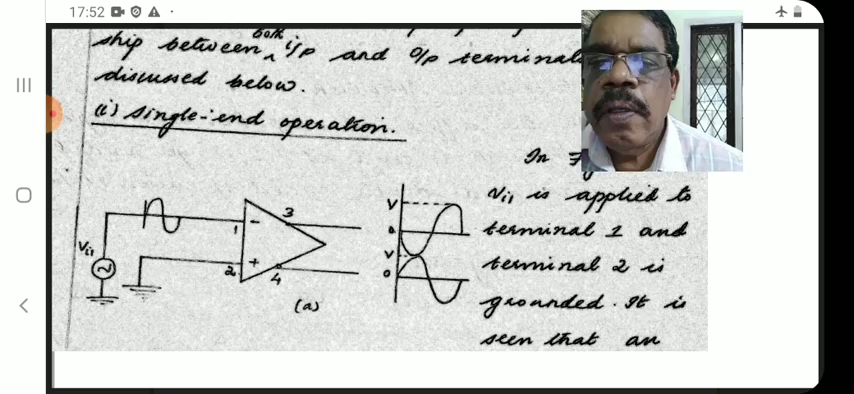 17:52
ship between both i/p and o/p terminals
discussed below.
(i) Single-end operation.
In
Vi1 is applied to
terminal 1 and
terminal 2 is
grounded. It is
seen that an
Vi1
1
2
-
+
3
4
(a)
V
0
V
0